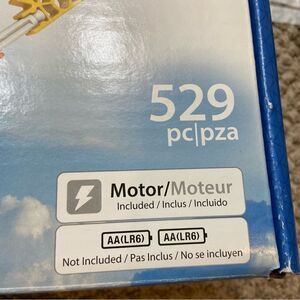 529
pc|pza
Motor/Moteur
Included / Inclus / Incluido
AA(LR6) AA(LR6)
Not Included / Pas Inclus / No se incluyen